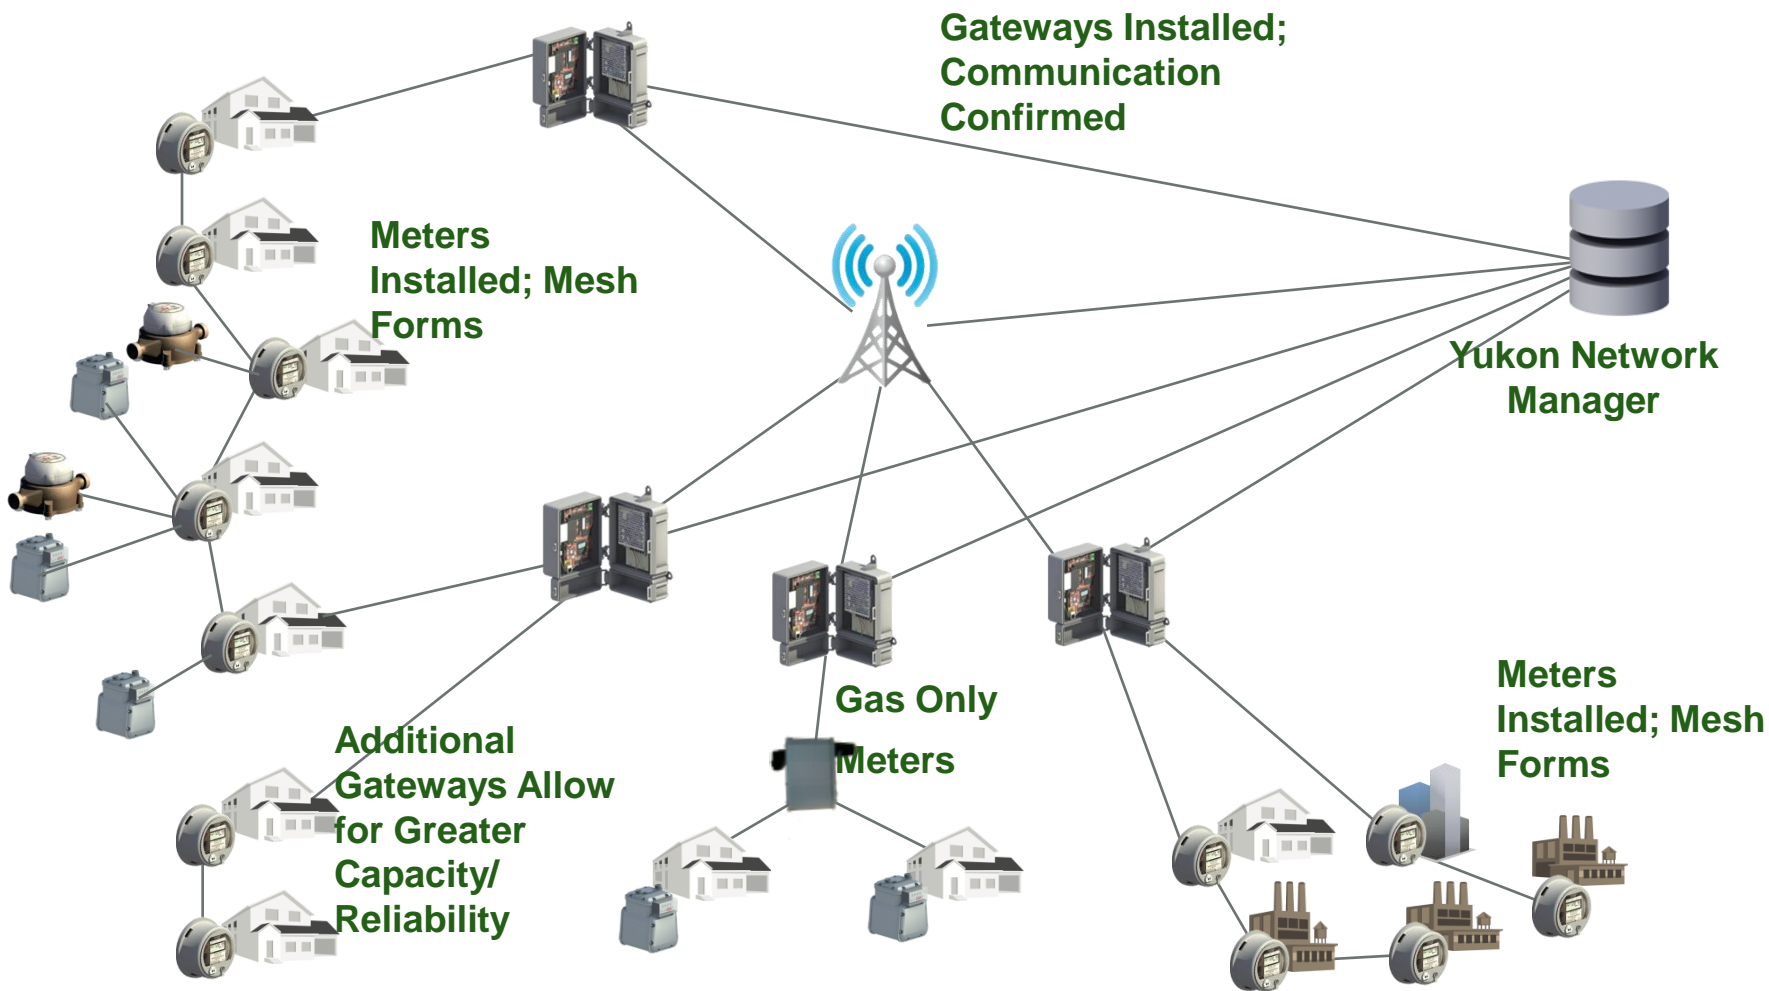 Gateways Installed;
Communication
Confirmed
Meters
Installed; Mesh
Forms
Yukon Network
Manager
Gas Only
Meters
Meters
Installed; Mesh
Forms
Additional
Gateways Allow
for Greater
Capacity/
Reliability